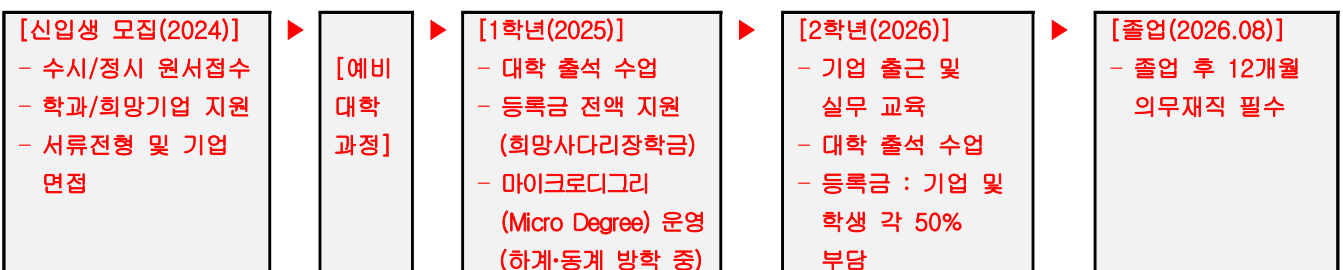 [신입생 모집(2024)]
- 수시/정시 원서접수
- 학과/희망기업 지원
- 서류전형 및 기업
면접
▶
[예비
대학
과정]
▶
[1학년(2025)]
- 대학 출석 수업
- 등록금 전액 지원
(희망사다리장학금)
- 마이크로디그리
(Micro Degree) 운영
(하계·동계 방학 중)
▶
[2학년(2026)]
- 기업 출근 및
실무 교육
- 대학 출석 수업
- 등록금 : 기업 및
학생 각 50%
부담
▶
[졸업(2026.08)]
- 졸업 후 12개월
의무재직 필수